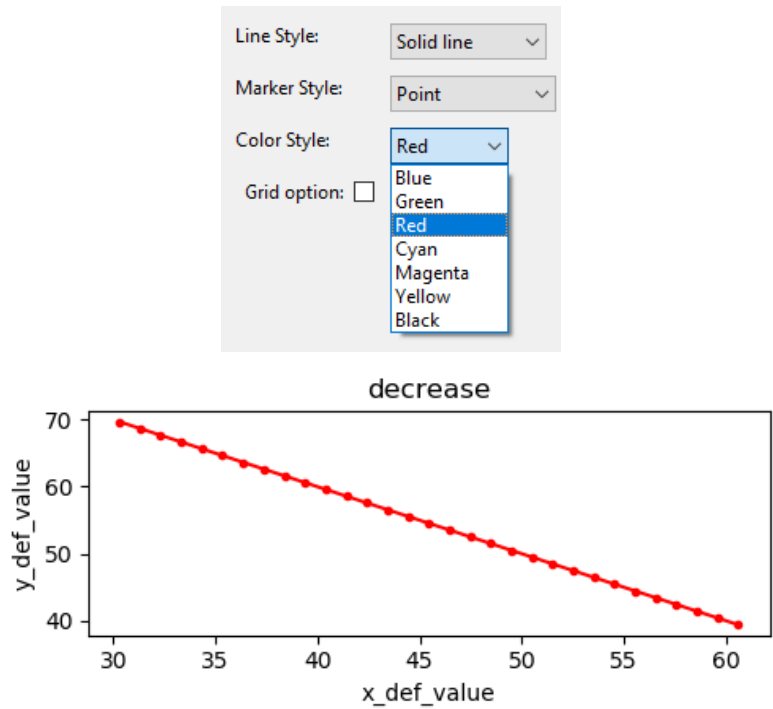 Line Style: Solid line
Marker Style: Point
Color Style: Red
Grid option:
Blue
Green
Red
Cyan
Magenta
Yellow
Black
decrease
y_def_value
70
60
50
40
30 35 40 45 50 55 60
x_def_value